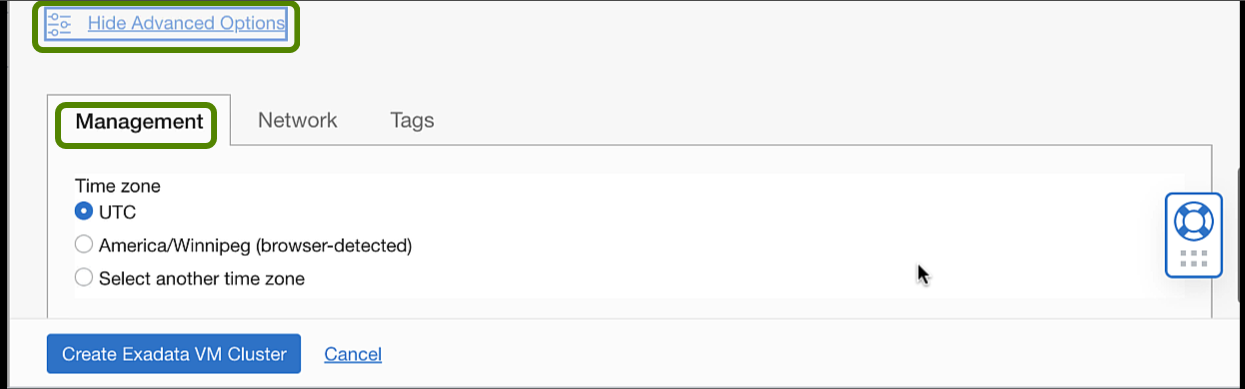 Hide Advanced Options
Management Network Tags
Time zone
UTC
America/Winnipeg (browser-detected)
Select another time zone
Create Exadata VM Cluster Cancel